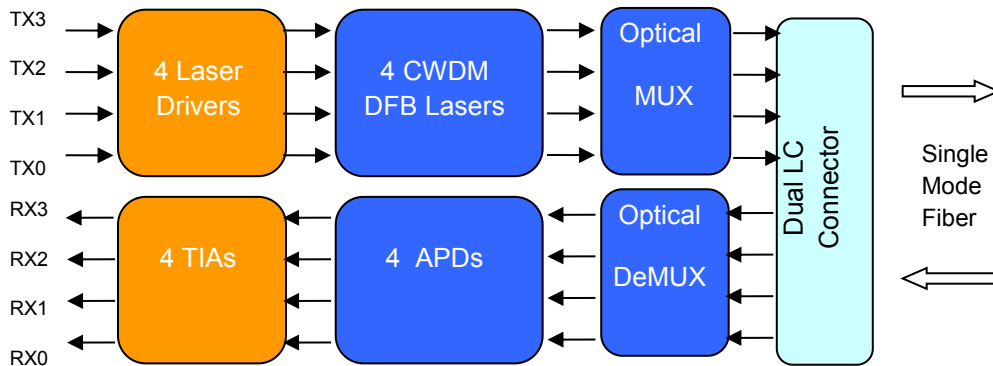 TX3
TX2
TX1
TX0
4 Laser
Drivers
4 CWDM
DFB Lasers
Optical
MUX
RX3
RX2
RX1
RX0
4 TIAs
4 APDs
Optical
DeMUX
Dual LC
Connector
Single
Mode
Fiber